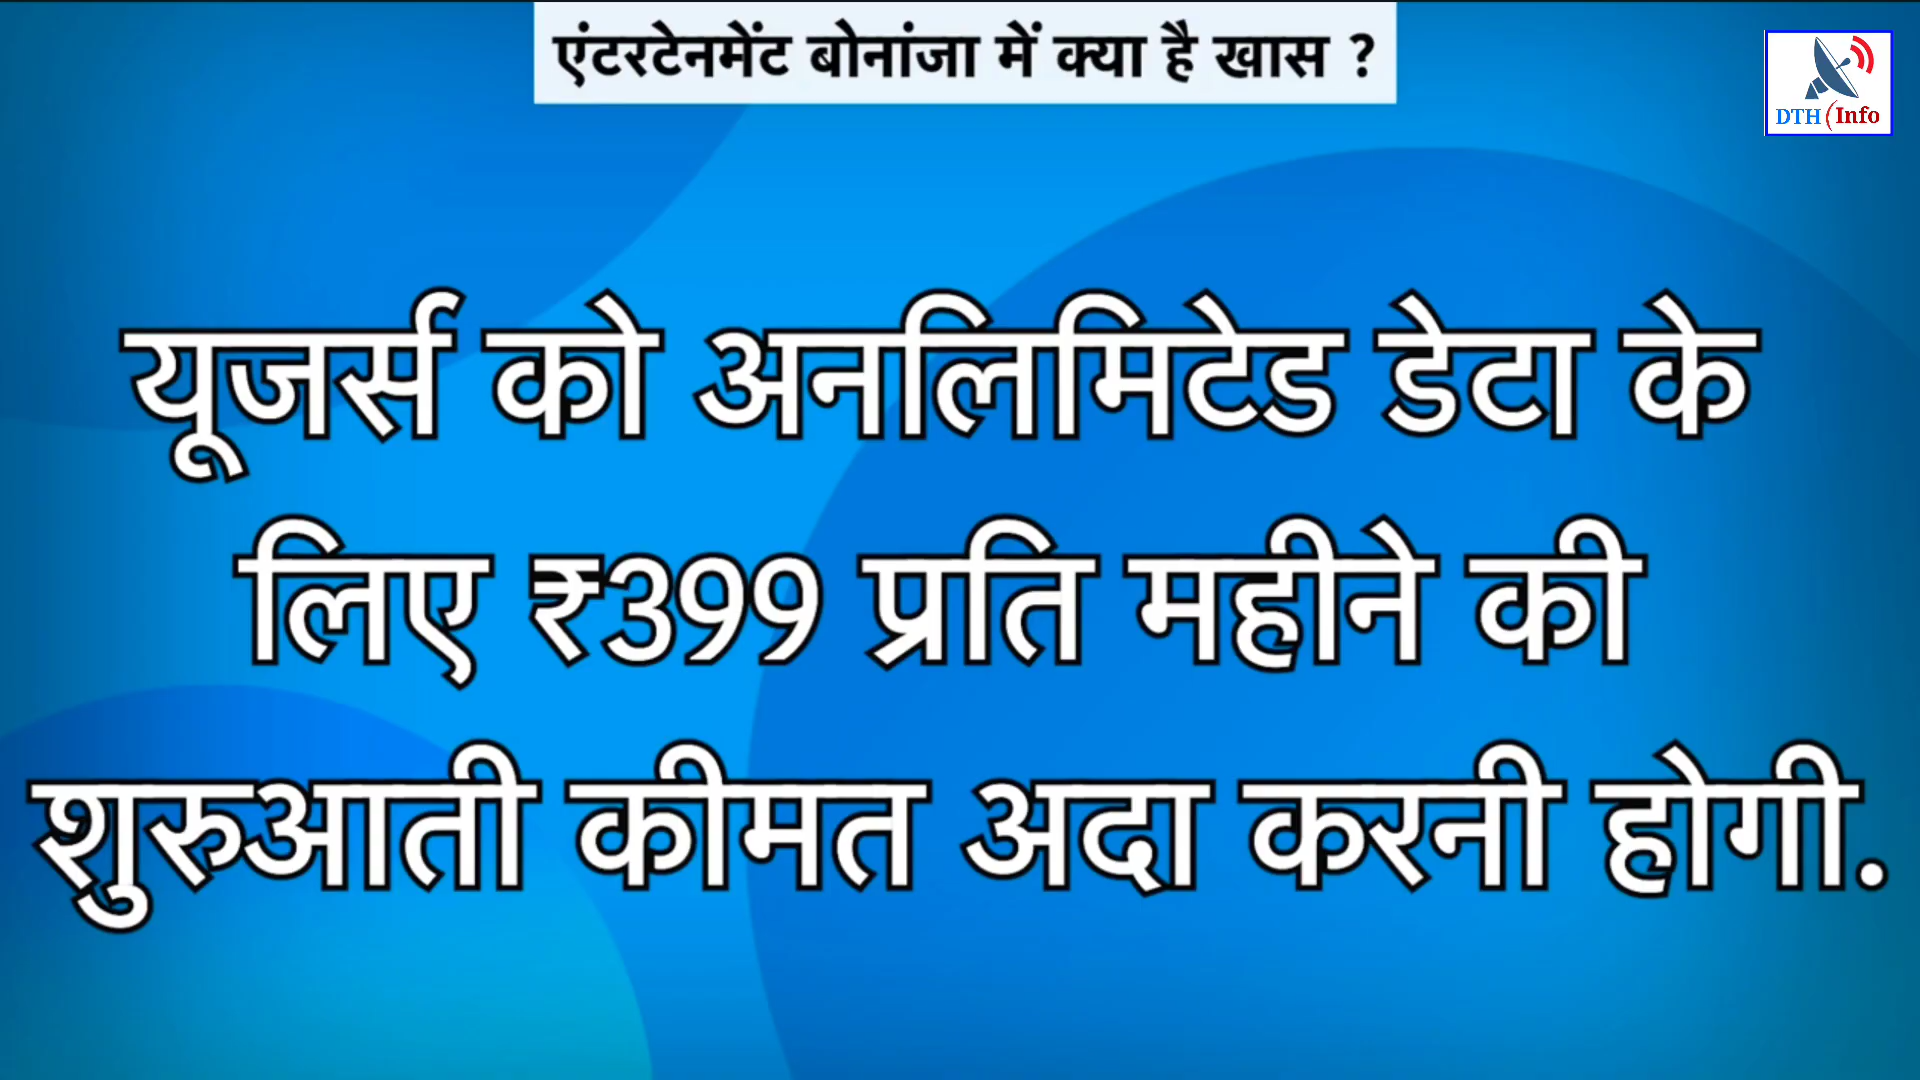 एंटरटेनमेंट बोनांजा में क्या है खास ?
DTH Info
यूजर्स को अनलिमिटेड डेटा के
लिए ₹399 प्रति महीने की
शुरुआती कीमत अदा करनी होगी.